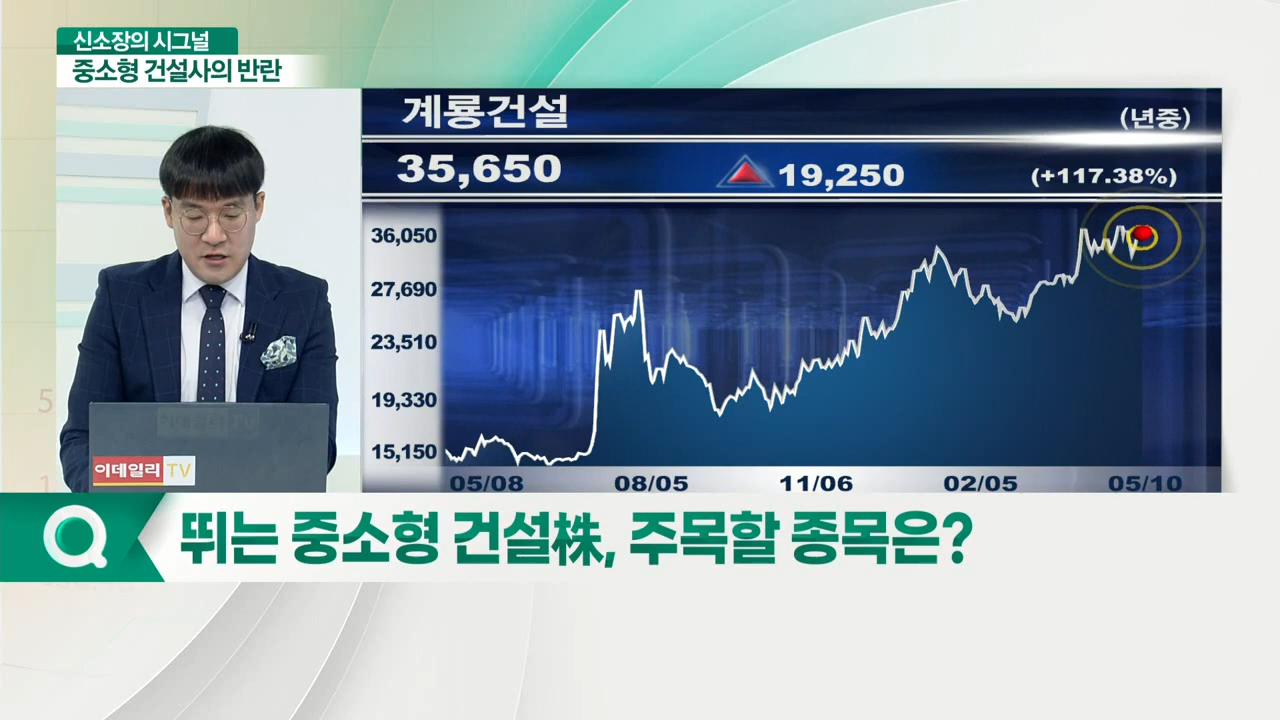 신소장의 시그널
중소형 건설사의 반란
계룡건설
(년중)
35,650
19,250
(+117.38%)
36,050
27,690
23,510
19,330
15,150
05/08
08/05
11/06
02/05
05/10
5
1
이데일리 TV
Q
뛰는 중소형 건설株, 주목할 종목은?